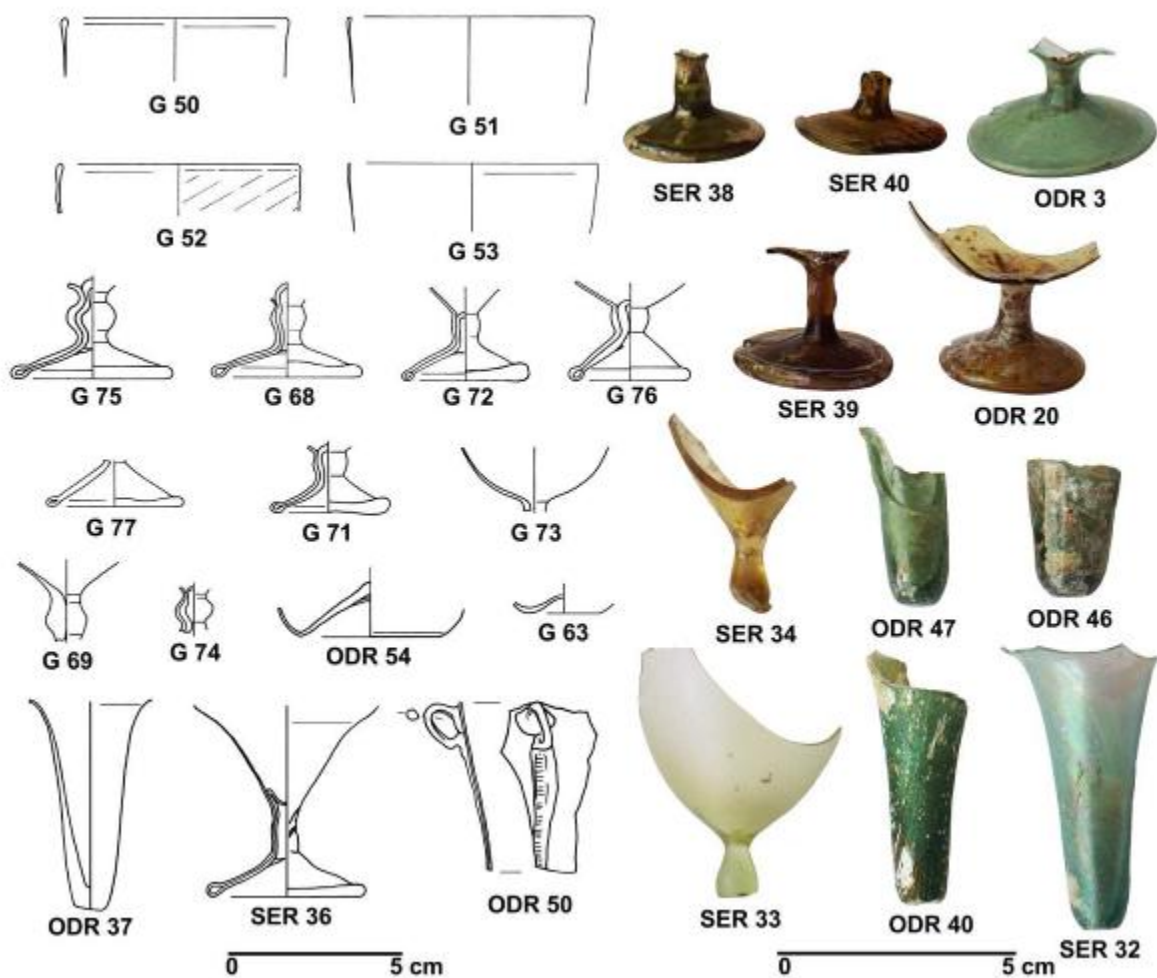 G 50
G 51
G 52
G 53
G 75
G 68
G 72
G 76
G 77
G 71
G 73
G 69
G 74
ODR 54
G 63
ODR 37
SER 36
ODR 50
0 5 cm
SER 38
SER 40
ODR 3
SER 39
ODR 20
SER 34
ODR 47
ODR 46
SER 33
ODR 40
SER 32
0 5 cm